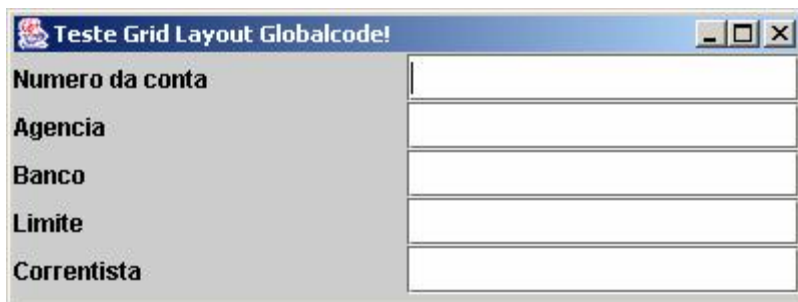 Teste Grid Layout Globalcode!
Numero da conta
Agencia
Banco
Limite
Correntista